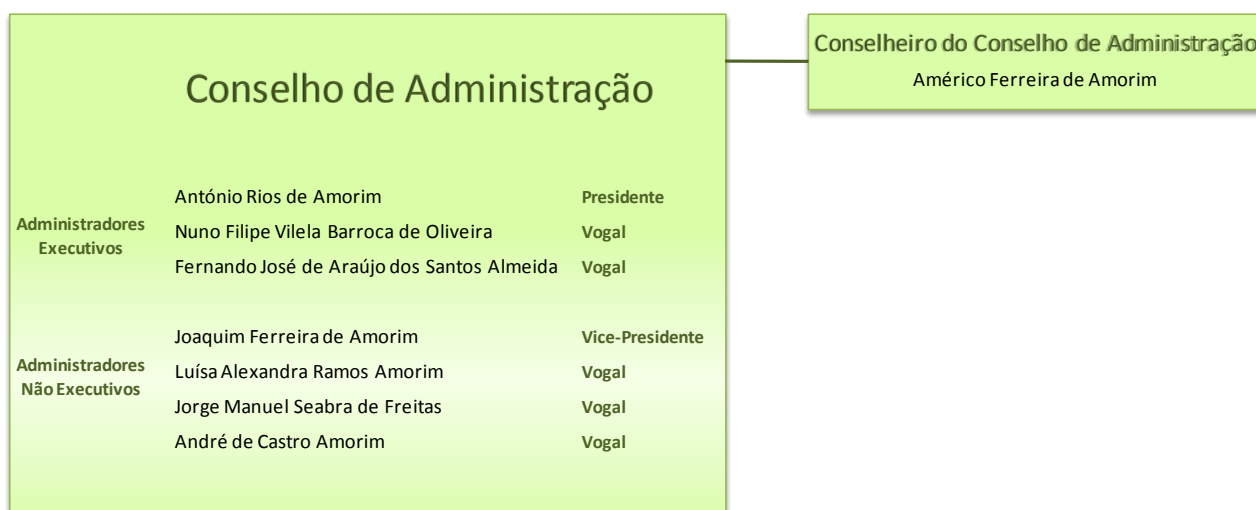 Conselho de Administração
Administradores Executivos
António Rios de Amorim Presidente
Nuno Filipe Vilela Barroca de Oliveira Vogal
Fernando José de Araújo dos Santos Almeida Vogal
Administradores Não Executivos
Joaquim Ferreira de Amorim Vice-Presidente
Luísa Alexandra Ramos Amorim Vogal
Jorge Manuel Seabra de Freitas Vogal
André de Castro Amorim Vogal
Conselheiro do Conselho de Administração
Américo Ferreira de Amorim